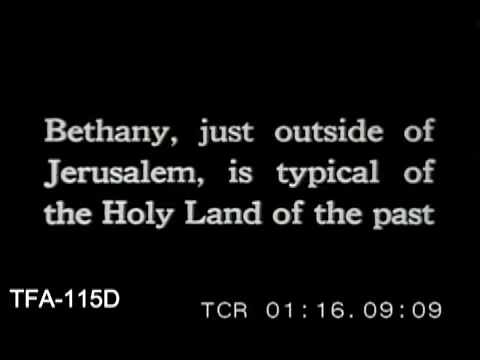 Bethany, just outside of
Jerusalem, is typical of
the Holy Land of the past
TFA-115D
TCR 01:16.09:09